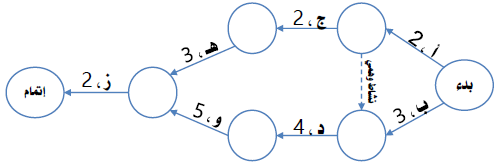 بدء
أ، 2
ب، 3
نشاط وهمي
ج، 2
د، 4
هـ، 3
و، 5
ز، 2
إتمام